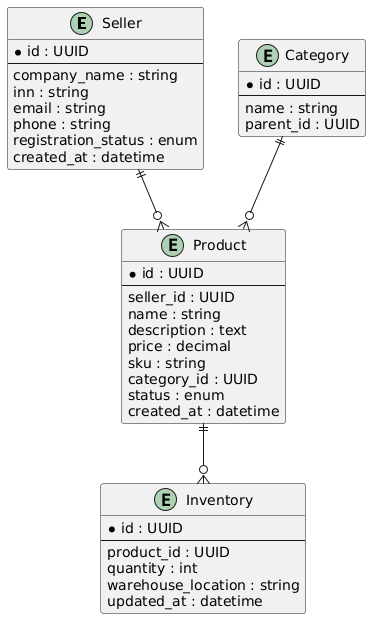 E Seller
* id : UUID
company_name : string
inn : string
email : string
phone : string
registration_status : enum
created_at : datetime
E Category
* id : UUID
name : string
parent_id : UUID
E Product
* id : UUID
seller_id : UUID
name : string
description : text
price : decimal
sku : string
category_id : UUID
status : enum
created_at : datetime
E Inventory
* id : UUID
product_id : UUID
quantity : int
warehouse_location : string
updated_at : datetime